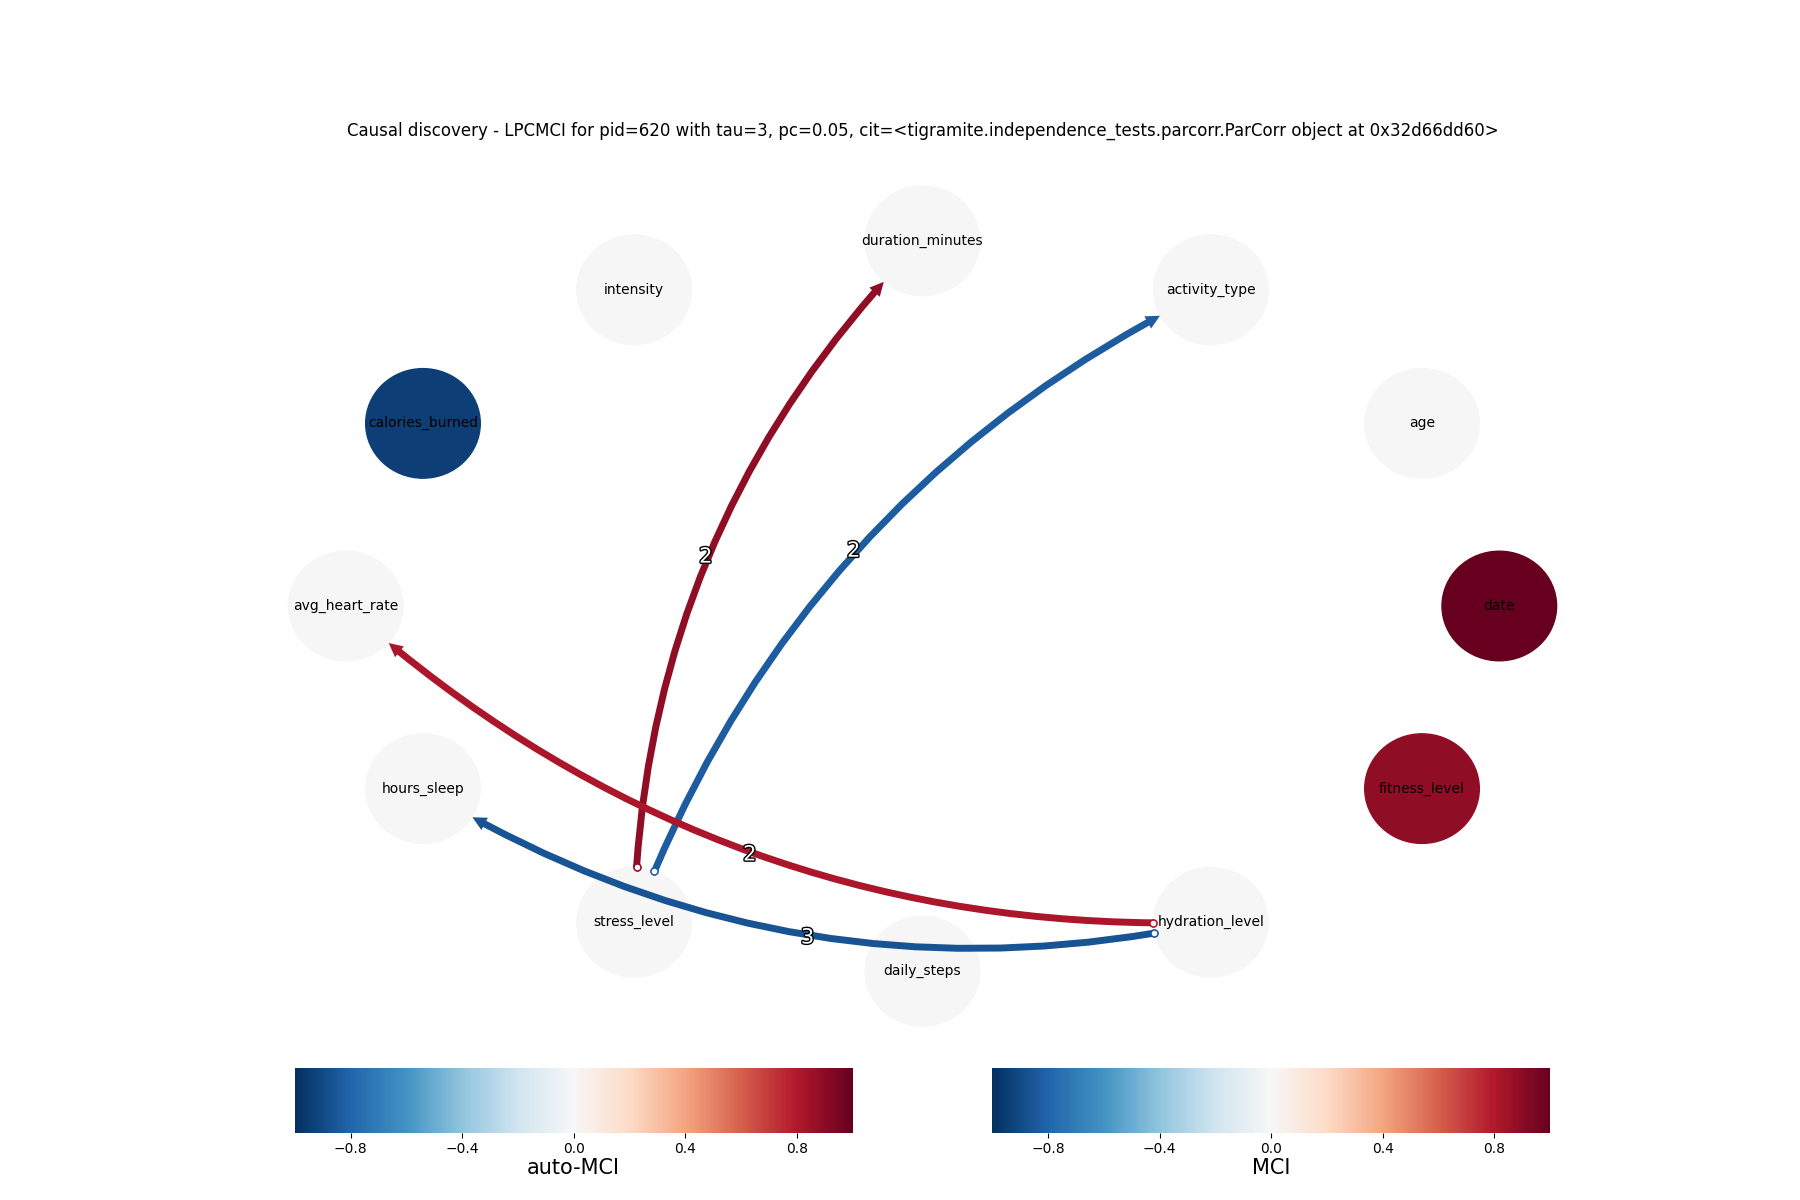 Causal discovery - LPCMCI for pid=620 with tau=3, pc=0.05, cit=<tigramite.independence_tests.parcorr.ParCorr object at 0x32d66dd60>
duration_minutes
intensity
activity_type
calories_burned
age
2
2
avg_heart_rate
date
hours_sleep
fitness_level
2
stress_level
hydration_level
3
daily_steps
−0.8 −0.4 0.0 0.4 0.8
auto-MCI
−0.8 −0.4 0.0 0.4 0.8
MCI